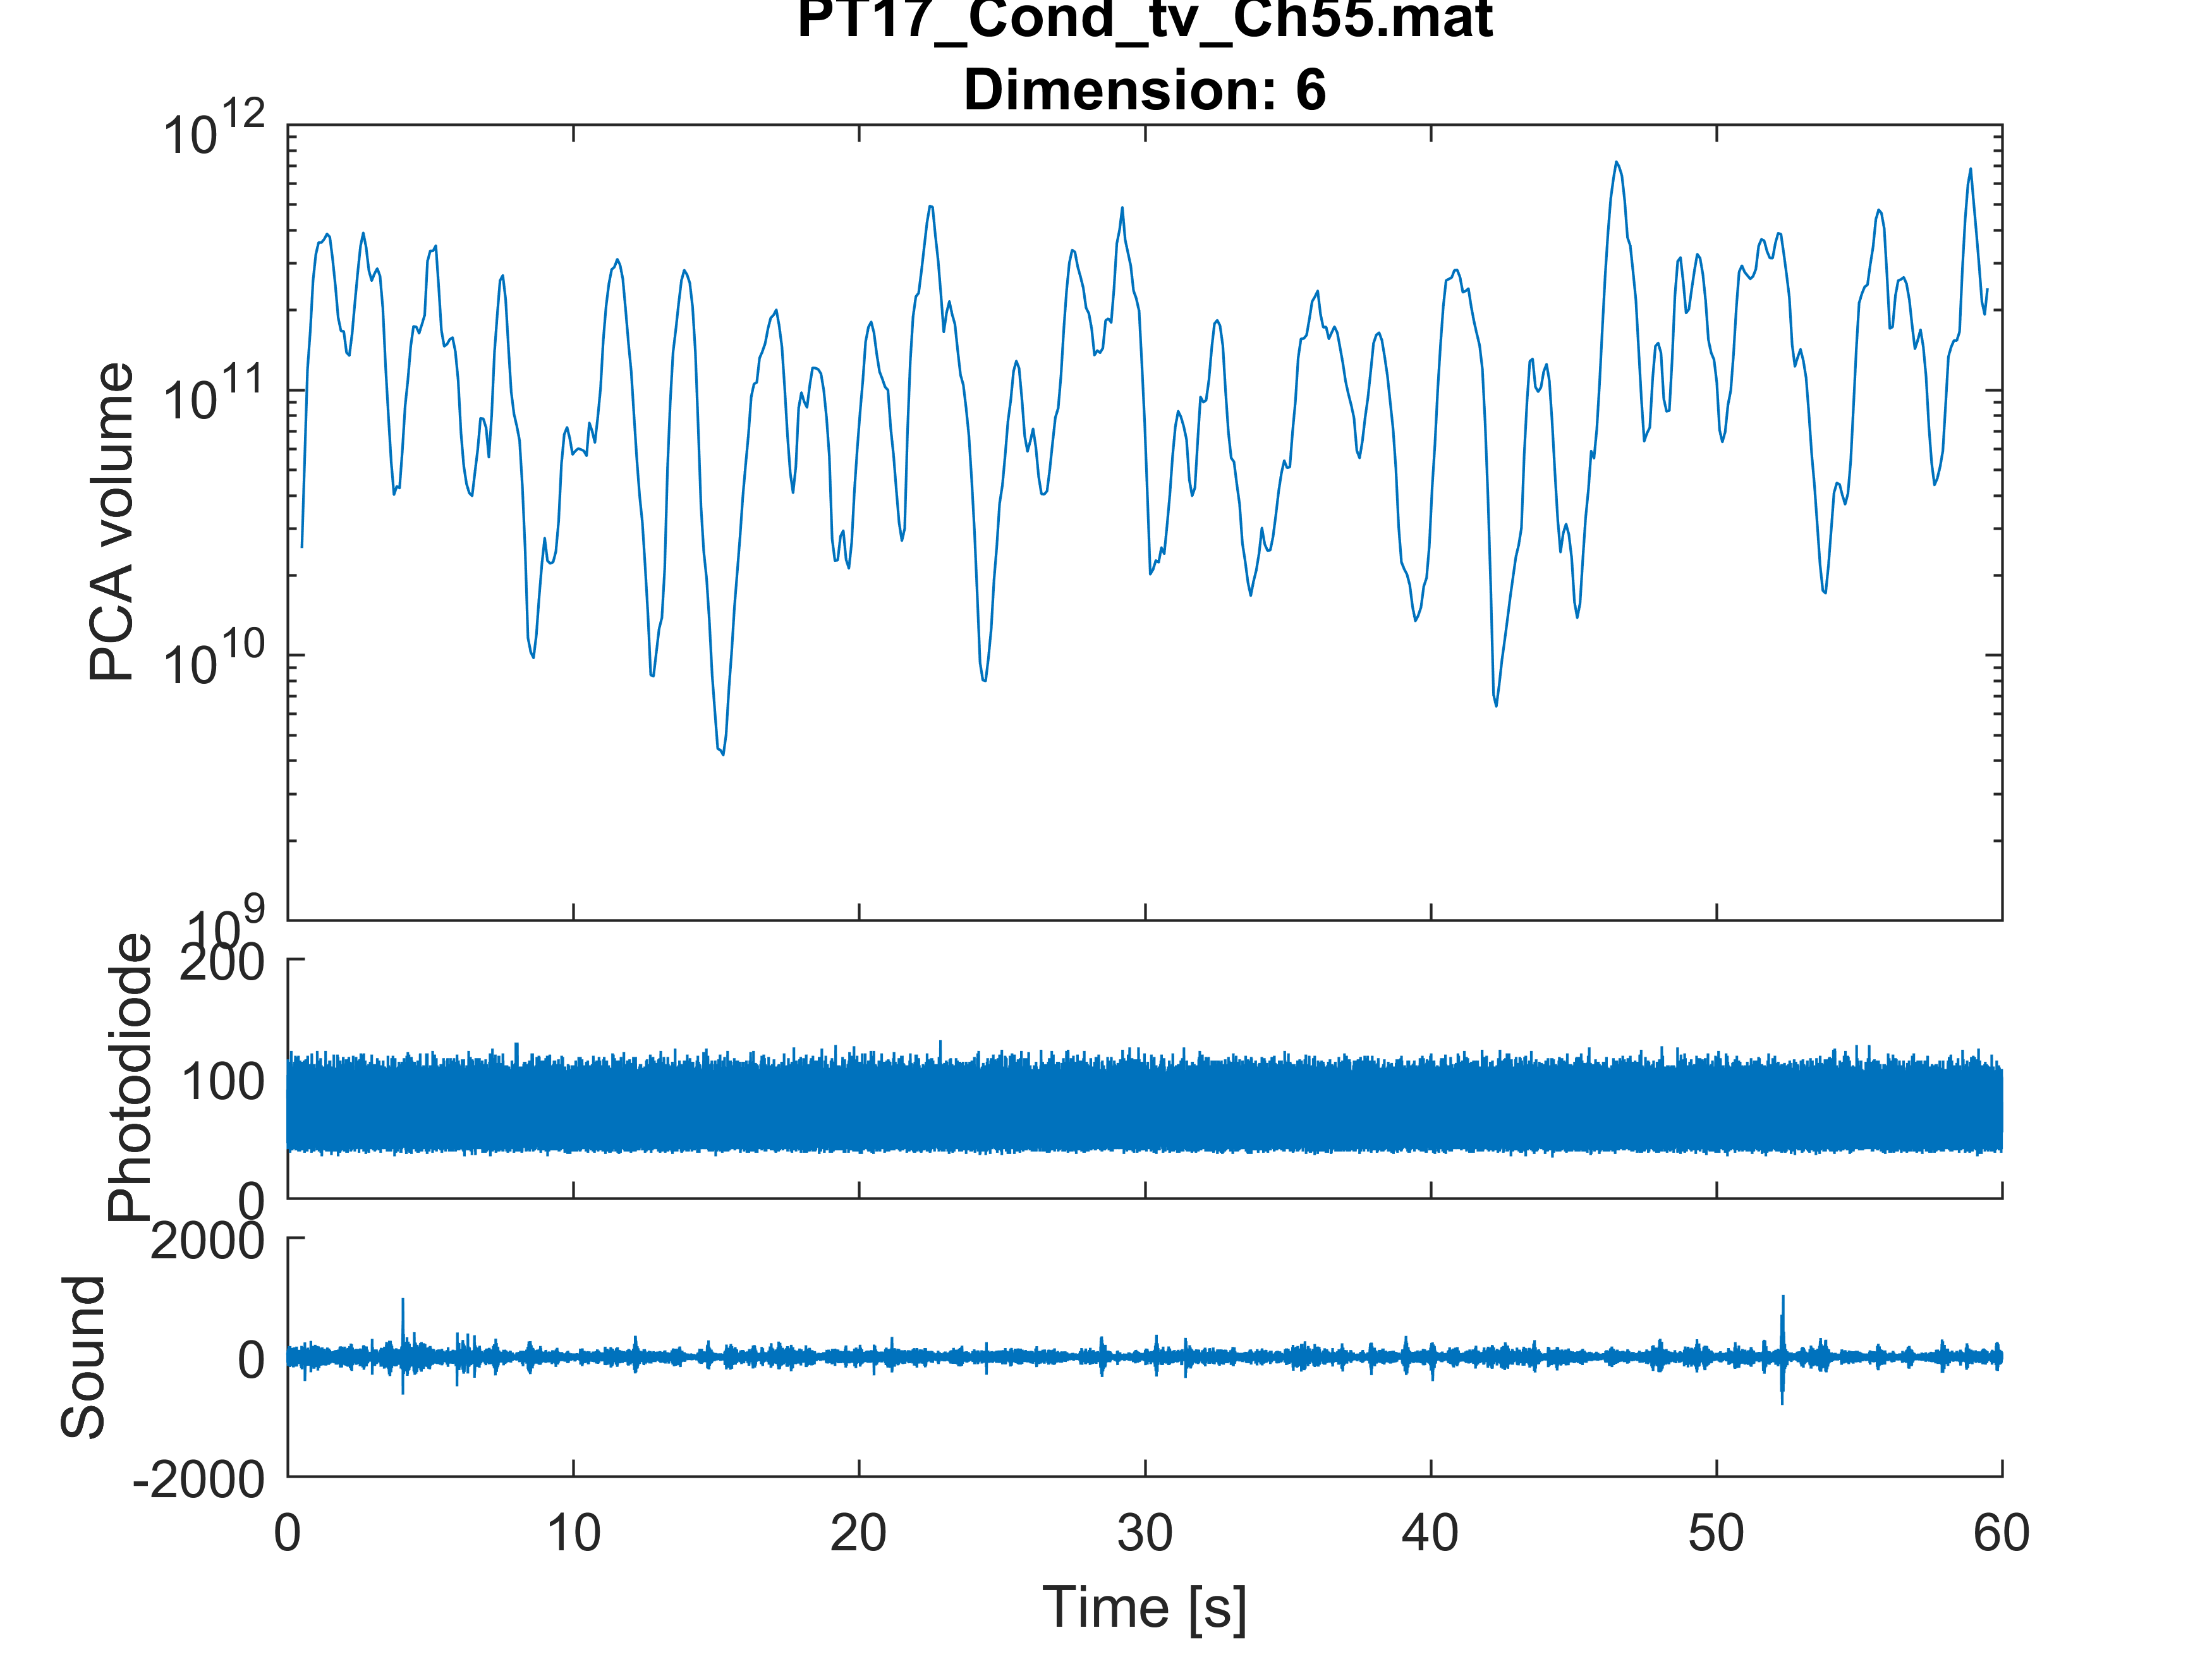 PT17_Cond_tv_Ch55.mat
Dimension: 6
10^12
10^11
10^10
10^9
PCA volume
200
100
0
Photodiode
2000
0
-2000
Sound
0 10 20 30 40 50 60
Time [s]